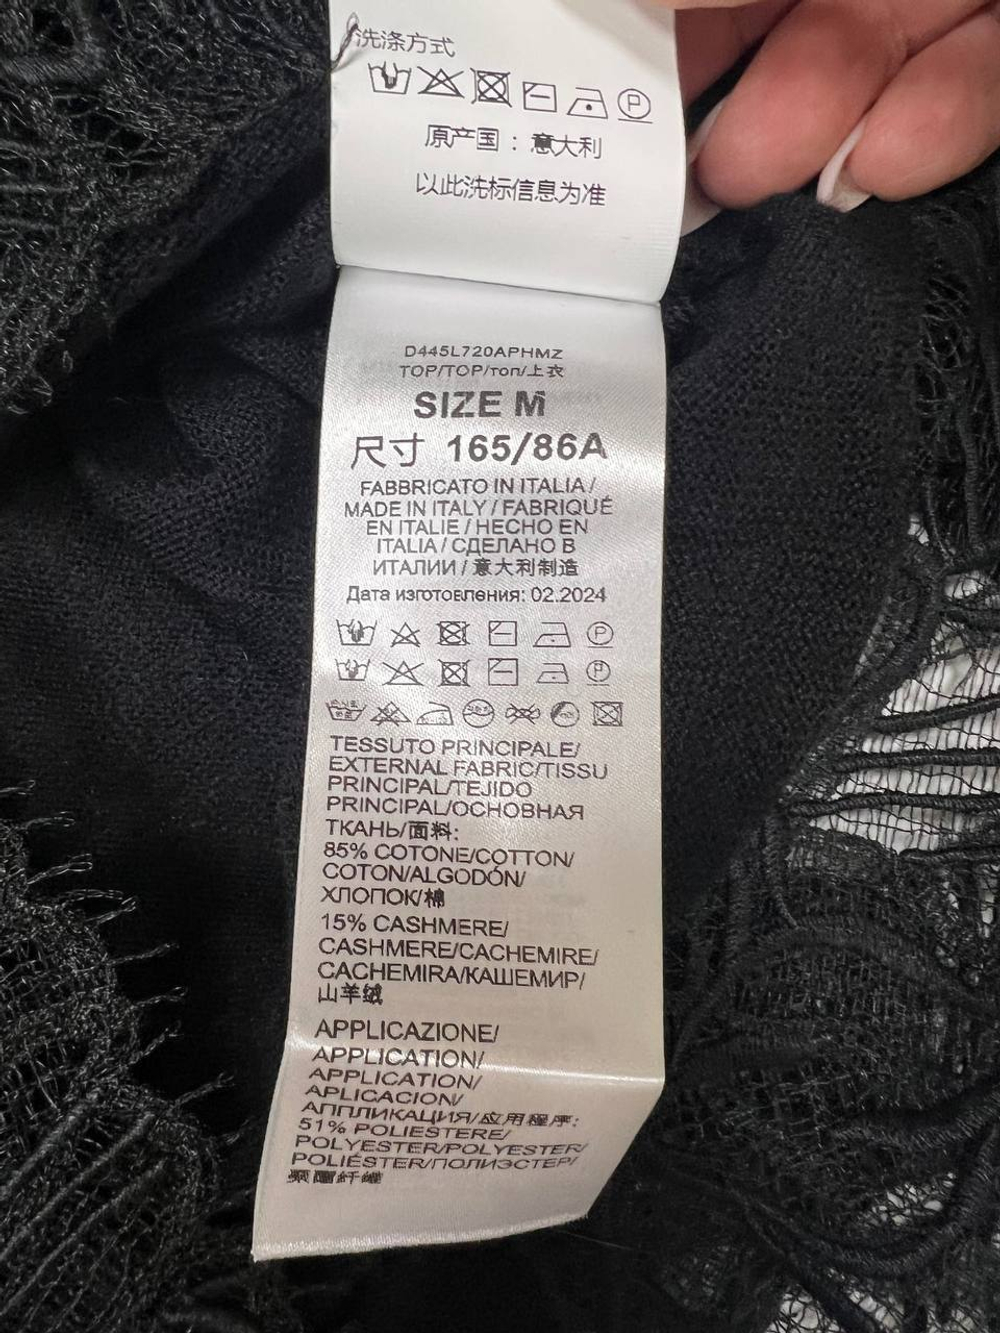 洗涤方式
P
原产国：意大利
以此洗标信息为准
D445L720APHMZ
TOP/TOP/топ/上衣
SIZE M
尺寸 165/86A
FABBRICATO IN ITALIA /
MADE IN ITALY / FABRIQUÉ
EN ITALIE / HECHO EN
ITALIA / СДЕЛАНО В
ИТАЛИИ / 意大利制造
Дата изготовления: 02.2024
P
P
TESSUTO PRINCIPALE/
EXTERNAL FABRIC/TISSU
PRINCIPAL/TEJIDO
PRINCIPAL/ОСНОВНАЯ
ТКАНЬ/面料:
85% COTONE/COTTON/
COTON/ALGODÓN/
ХЛОПОК/棉
15% CASHMERE/
CASHMERE/CACHEMIRE/
CACHEMIRA/КАШЕМИР/
山羊绒
APPLICAZIONE/
APPLICATION/
APPLICATION/
APLICACION/
АППЛИКАЦИЯ/应用程序:
51% POLIESTERE/
POLYESTER/POLYESTER/
POLIÉSTER/ПОЛИЭСТЕР/